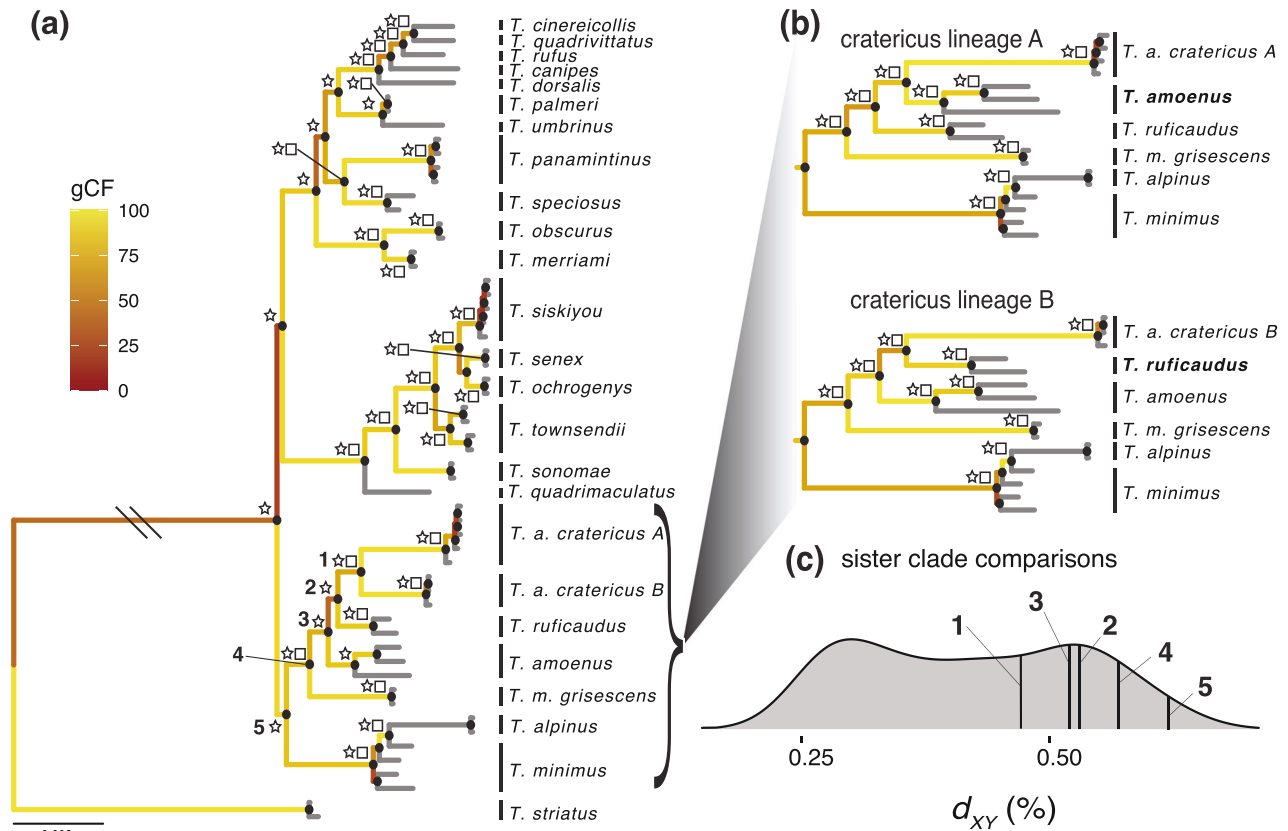 (a)
gCF
100
75
50
25
0
T. cinereicollis
T. quadrivittatus
T. rufus
T. canipes
T. dorsalis
T. palmeri
T. umbrinus
T. panamintinus
T. speciosus
T. obscurus
T. merriami
T. siskiyou
T. senex
T. ochrogenys
T. townsendii
T. sonomae
T. quadrimaculatus
T. a. cratericus A
T. a. cratericus B
T. ruficaudus
T. amoenus
T. m. grisescens
T. alpinus
T. minimus
T. striatus
1
2
3
4
5
(b)
cratericus lineage A
T. a. cratericus A
T. amoenus
T. ruficaudus
T. m. grisescens
T. alpinus
T. minimus
cratericus lineage B
T. a. cratericus B
T. ruficaudus
T. amoenus
T. m. grisescens
T. alpinus
T. minimus
(c) sister clade comparisons
1
3
2
4
5
0.25
0.50
dXY (%)